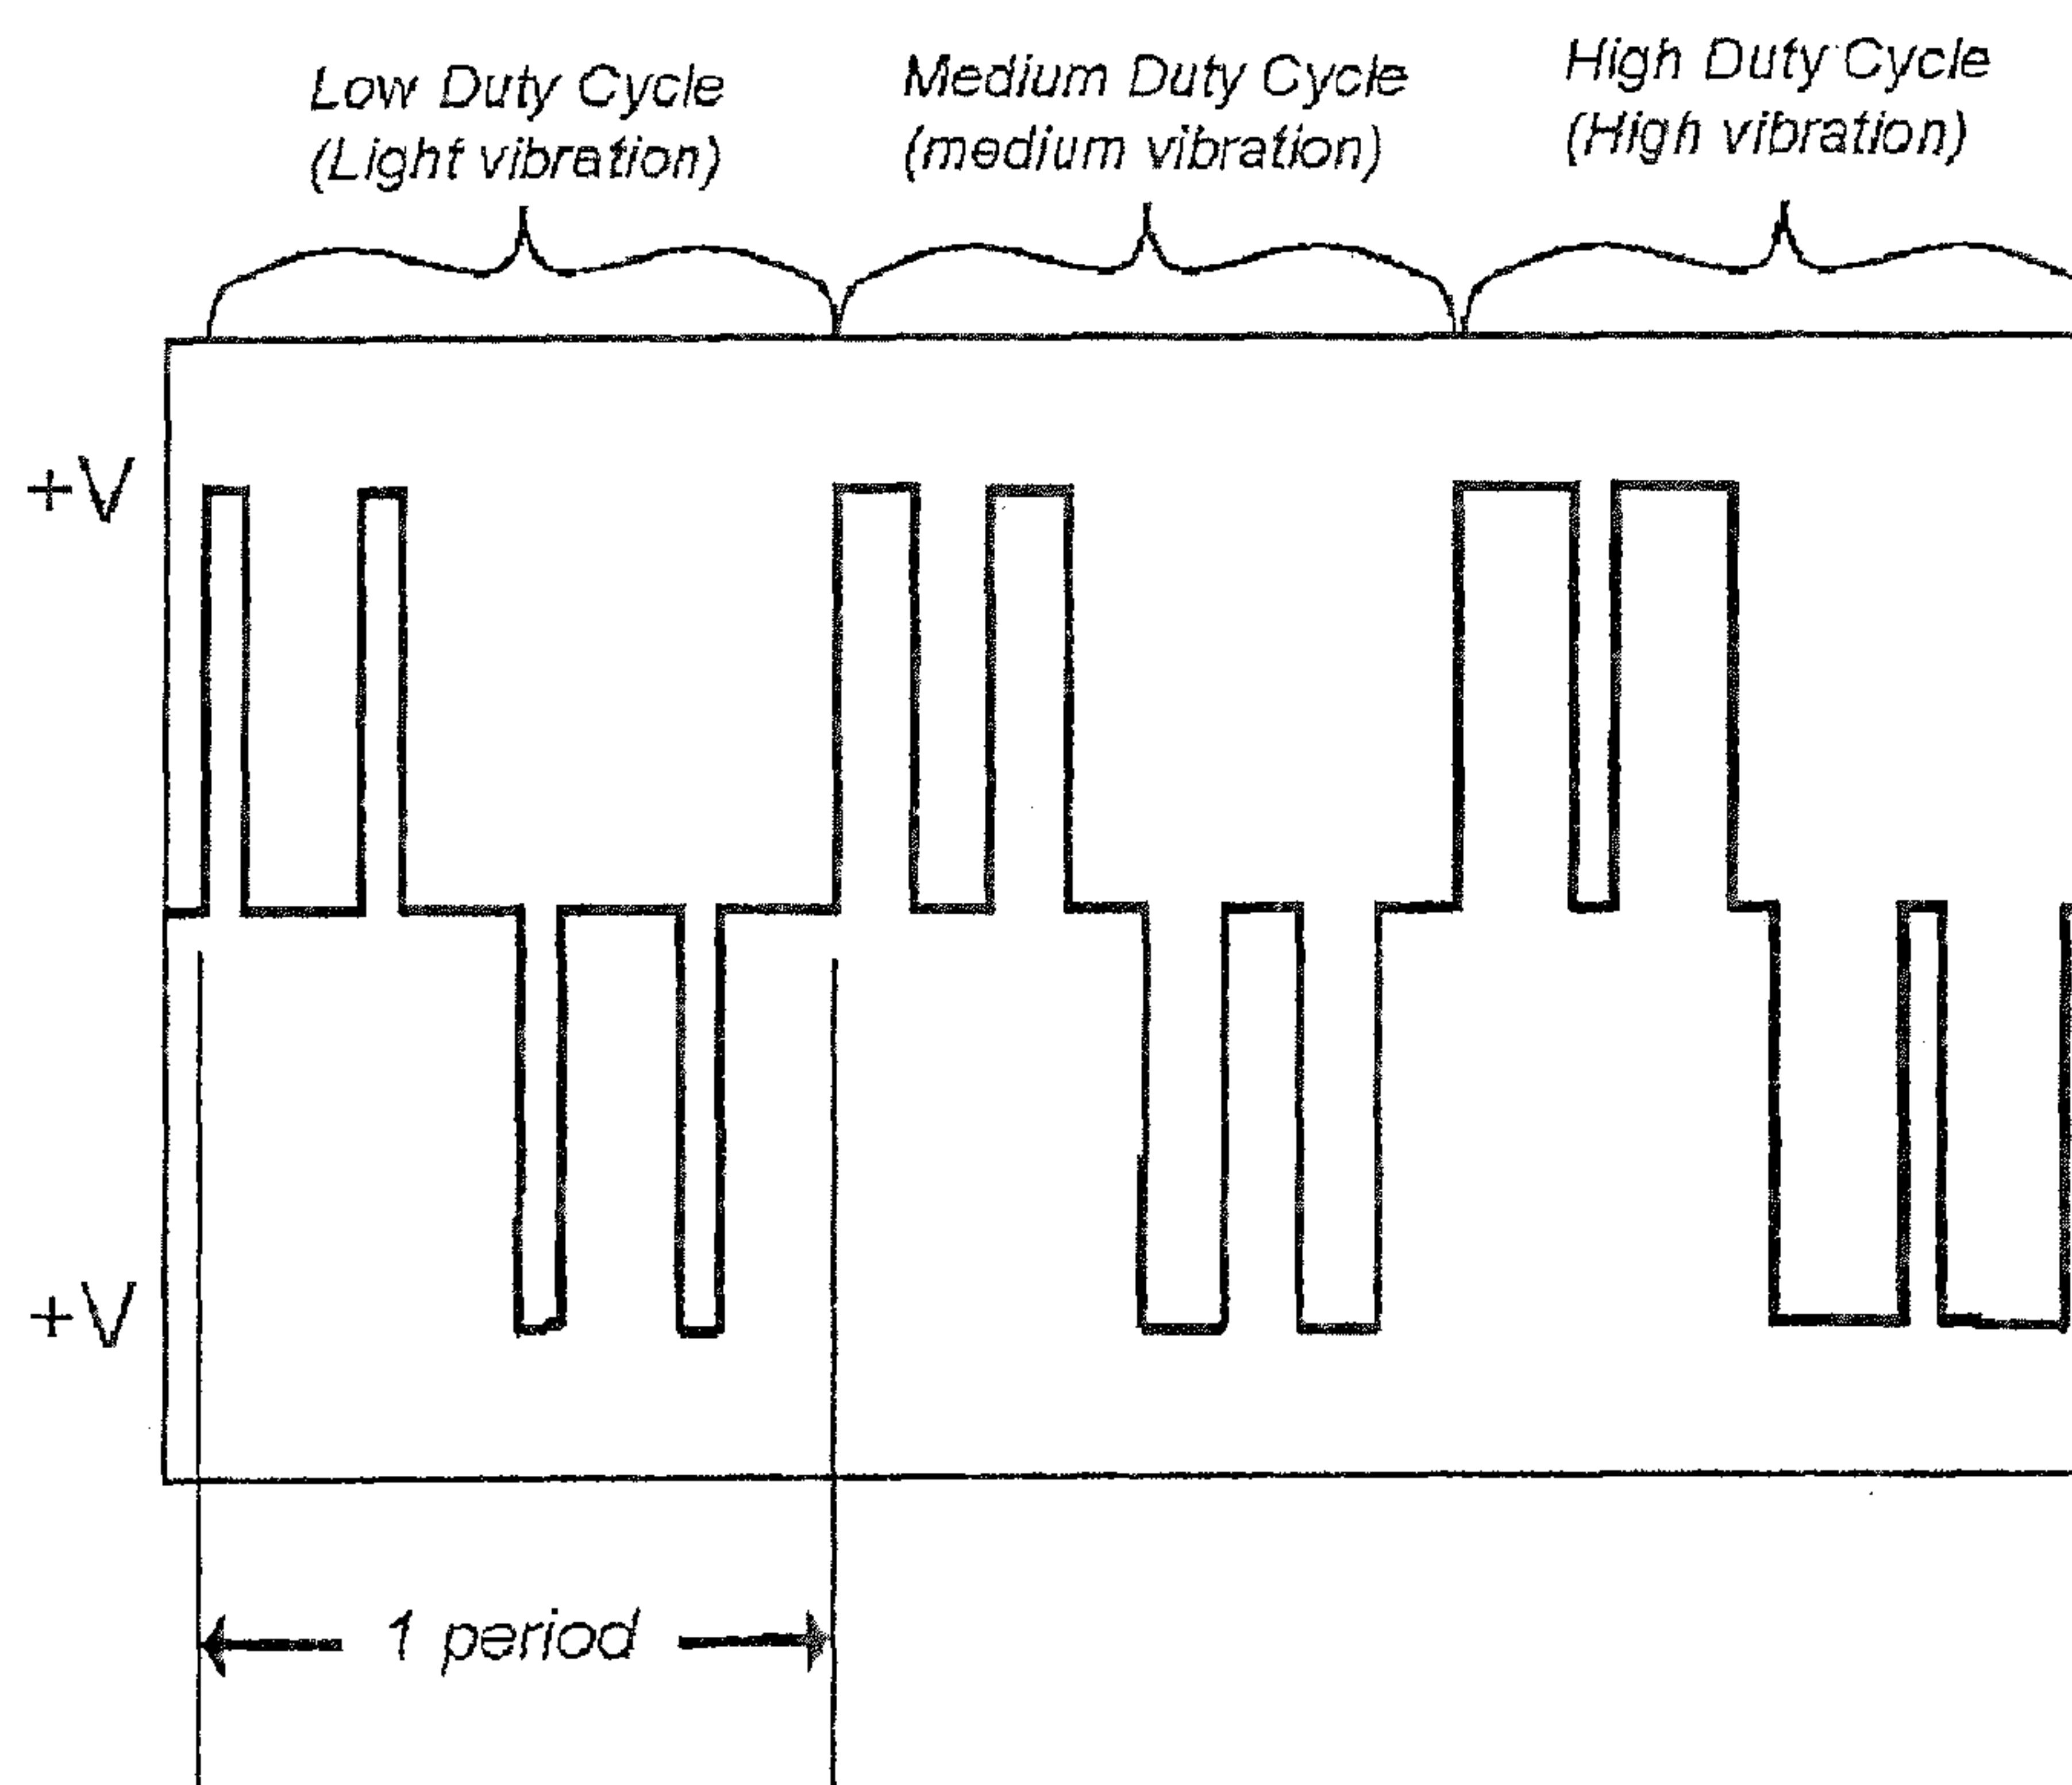 Low Duty Cycle
(Light vibration)
Medium Duty Cycle
(medium vibration)
High Duty Cycle
(High vibration)
+V
+V
1 period